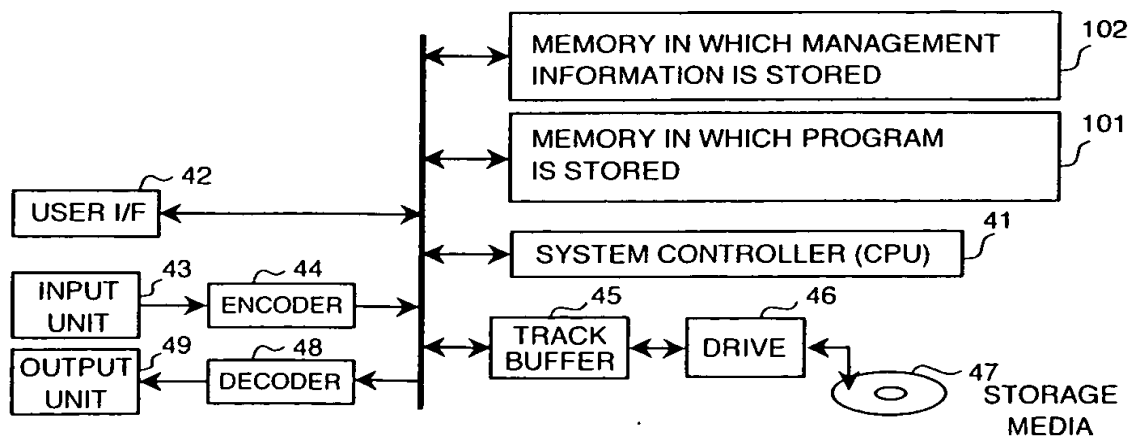 102
MEMORY IN WHICH MANAGEMENT
INFORMATION IS STORED
101
MEMORY IN WHICH PROGRAM
IS STORED
42
USER I/F
41
SYSTEM CONTROLLER (CPU)
43
INPUT
UNIT
44
ENCODER
45
TRACK
BUFFER
46
DRIVE
49
OUTPUT
UNIT
48
DECODER
47
STORAGE
MEDIA